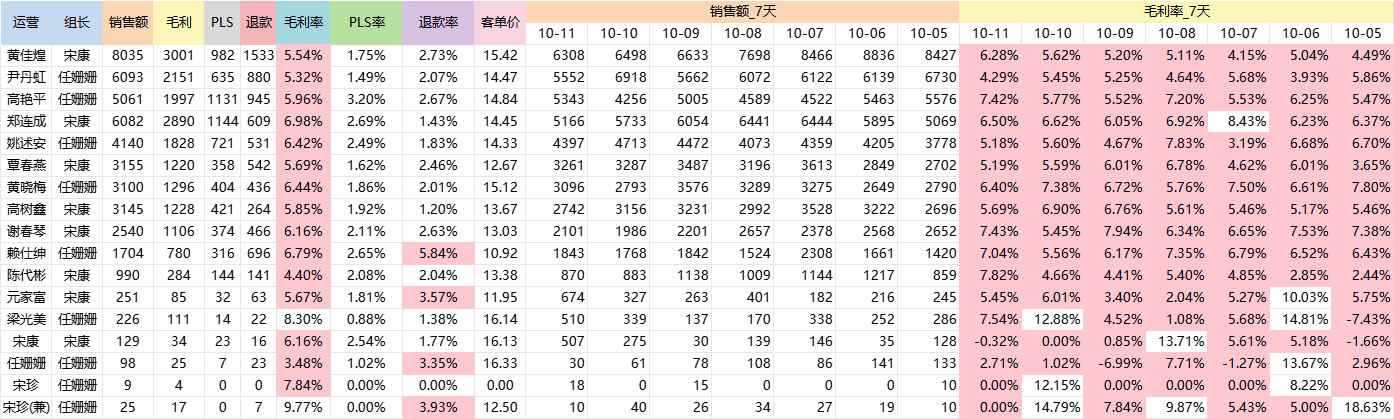 运营 组长 销售额 毛利 PLS 退款 毛利率 PLS率 退款率 客单价 销售额_7天 毛利率_7天
10-11 10-10 10-09 10-08 10-07 10-06 10-05 10-11 10-10 10-09 10-08 10-07 10-06 10-05
黄佳煌 宋康 8035 3001 982 1533 5.54% 1.75% 2.73% 15.42 6308 6498 6633 7698 8466 8836 8427 6.28% 5.62% 5.20% 5.11% 4.15% 5.04% 4.49%
尹丹虹 任姗姗 6093 2151 635 880 5.32% 1.49% 2.07% 14.47 5552 6918 5662 6072 6122 6139 6730 4.29% 5.45% 5.25% 4.64% 5.68% 3.93% 5.86%
高艳平 任姗姗 5061 1997 1131 945 5.96% 3.20% 2.67% 14.84 5343 4256 5005 4589 4522 5463 5576 7.42% 5.77% 5.52% 7.20% 5.53% 6.25% 5.47%
郑连成 宋康 6082 2890 1144 609 6.98% 2.69% 1.43% 14.45 5166 5733 6054 6441 6444 5895 5069 6.50% 6.62% 6.05% 6.92% 8.43% 6.23% 6.37%
姚述安 任姗姗 4140 1828 721 531 6.42% 2.49% 1.83% 14.33 4397 4713 4472 4073 4359 4205 3778 5.18% 5.60% 4.67% 7.83% 3.19% 6.68% 6.70%
覃春燕 宋康 3155 1220 358 542 5.69% 1.62% 2.46% 12.67 3261 3287 3487 3196 3613 2849 2702 5.19% 5.59% 6.01% 6.78% 4.62% 6.01% 3.65%
黄晓梅 任姗姗 3100 1296 404 436 6.44% 1.86% 2.01% 15.12 3096 2793 3576 3289 3275 2649 2790 6.40% 7.38% 6.72% 5.76% 7.50% 6.61% 7.80%
高树鑫 宋康 3145 1228 421 264 5.85% 1.92% 1.20% 13.67 2742 3156 3231 2992 3528 3222 2696 5.69% 6.90% 6.76% 5.61% 5.46% 5.17% 5.46%
谢春琴 宋康 2540 1106 374 466 6.16% 2.11% 2.63% 13.03 2101 1986 2201 2657 2378 2568 2652 7.43% 5.45% 7.94% 6.34% 6.65% 7.53% 7.38%
赖仕绅 任姗姗 1704 780 316 696 6.79% 2.65% 5.84% 10.92 1843 1768 1842 1524 2308 1661 1420 7.04% 5.56% 6.17% 7.35% 6.79% 6.52% 6.43%
陈代彬 宋康 990 284 144 141 4.40% 2.08% 2.04% 13.38 870 883 1138 1009 1144 1217 859 7.82% 4.66% 4.41% 5.40% 4.85% 2.85% 2.44%
元家富 宋康 251 85 32 63 5.67% 1.81% 3.57% 11.95 674 327 263 401 182 216 245 5.45% 6.01% 3.40% 2.04% 5.27% 10.03% 5.75%
梁光美 任姗姗 226 111 14 22 8.30% 0.88% 1.38% 16.14 510 339 137 170 338 252 286 7.54% 12.88% 4.52% 1.08% 5.68% 14.81% -7.43%
宋康 宋康 129 34 23 16 6.16% 2.54% 1.77% 16.13 507 275 30 139 146 35 128 -0.32% 0.00% 0.85% 13.71% 5.61% 5.18% -1.66%
任姗姗 任姗姗 98 25 7 23 3.48% 1.02% 3.35% 16.33 30 61 78 108 86 141 133 2.71% 1.02% -6.99% 7.71% -1.27% 13.67% 2.96%
宋珍 任姗姗 9 4 0 0 7.84% 0.00% 0.00% 0.00 18 0 15 0 0 0 10 0.00% 12.15% 0.00% 0.00% 0.00% 8.22% 0.00%
宋珍(兼) 任姗姗 25 17 0 7 9.77% 0.00% 3.93% 12.50 10 40 26 34 27 19 10 0.00% 14.79% 7.84% 9.87% 5.43% 5.00% 18.63%